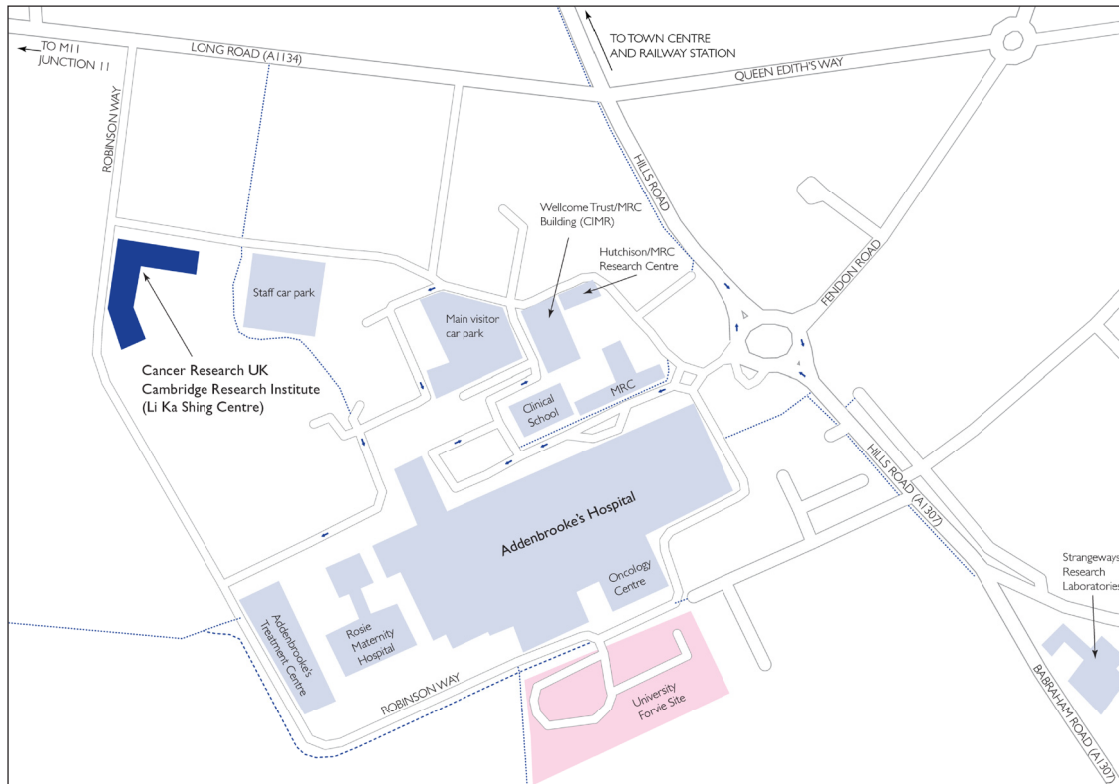 TO M11
JUNCTION 11
LONG ROAD (A1134)
TO TOWN CENTRE
AND RAILWAY STATION
QUEEN EDITH'S WAY
ROBINSON WAY
HILLS ROAD
Wellcome Trust/MRC
Building (CIMR)
Hutchison/MRC
Research Centre
FENDON ROAD
Staff car park
Main visitor
car park
Cancer Research UK
Cambridge Research Institute
(Li Ka Shing Centre)
MRC
Clinical
School
HILLS ROAD (A1307)
Addenbrooke's Hospital
Strangeways
Research
Laboratories
Oncology
Centre
Addenbrooke's
Treatment Centre
Rosie
Maternity
Hospital
ROBINSON WAY
University
Forvie Site
BABRAHAM ROAD (A1307)